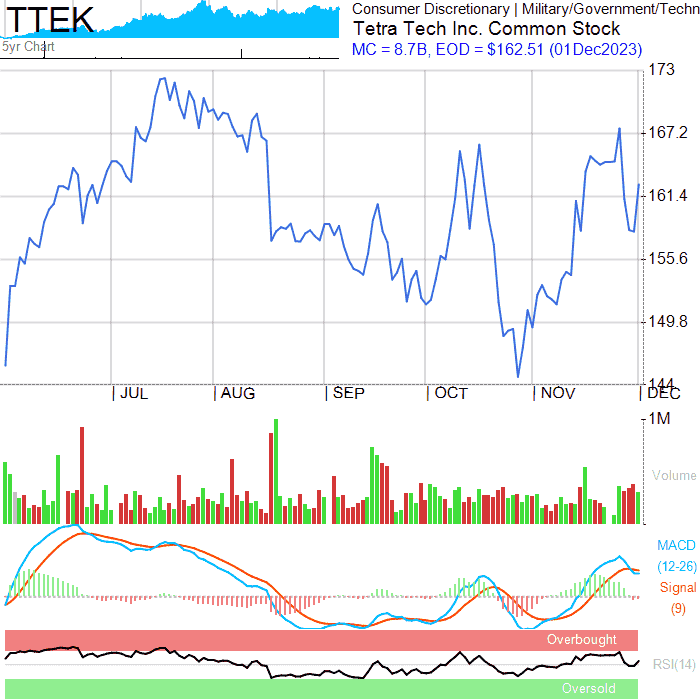 TTEK
5yr Chart
Consumer Discretionary | Military/Government/Techn
Tetra Tech Inc. Common Stock
MC = 8.7B, EOD = $162.51 (01Dec2023)
173
167.2
161.4
155.6
149.8
144
JUL AUG SEP OCT NOV DEC
1M
Volume
MACD
(12-26)
Signal
(9)
Overbought
RSI(14)
Oversold